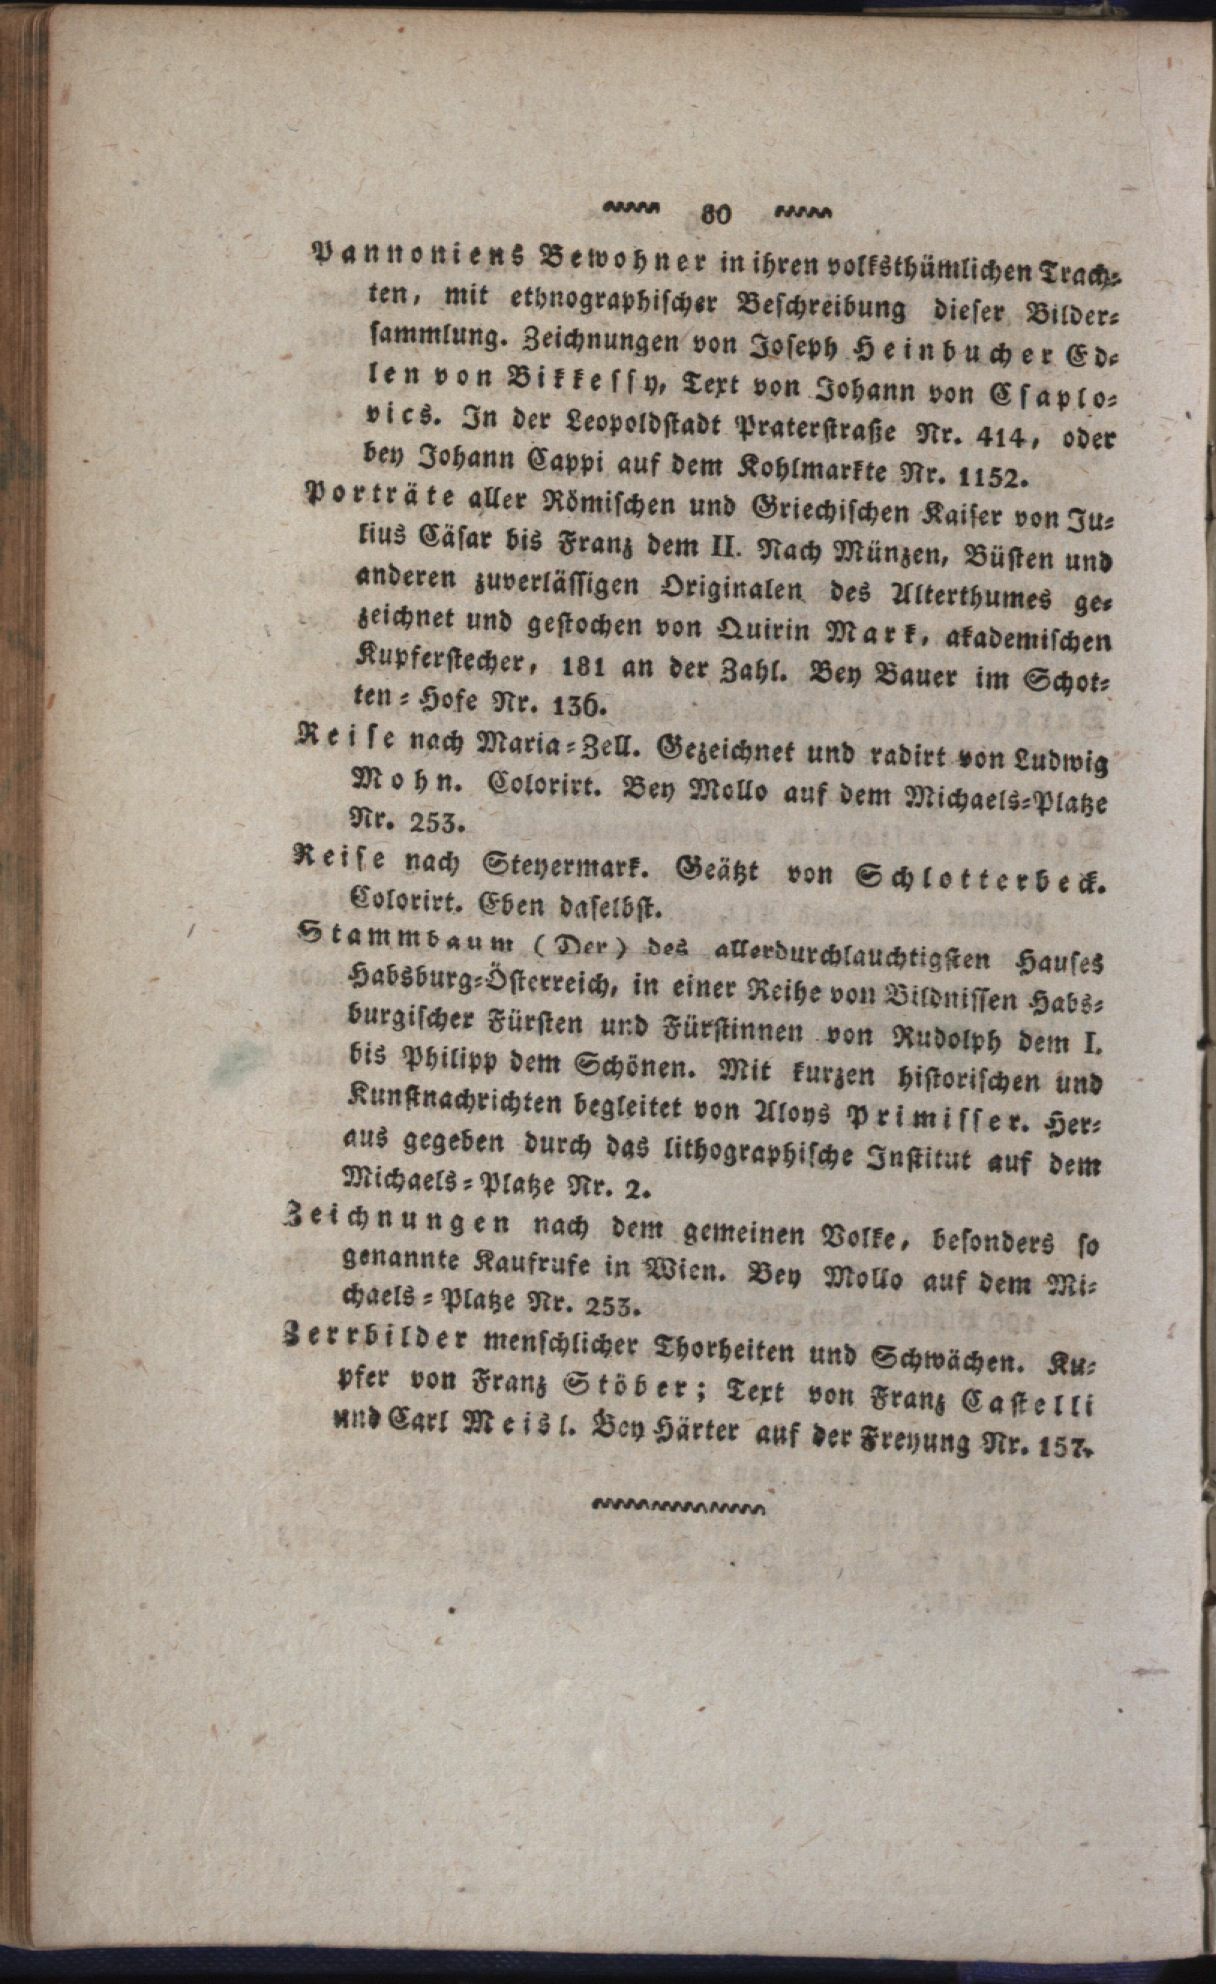 80
Pannoniens Bewohner in ihren volksthümlichen Trach-
ten, mit ethnographischer Beschreibung dieser Bilder-
sammlung. Zeichnungen von Joseph Heinbucher Ed-
len von Bikkessy, Text von Johann von Csaplo-
vics. In der Leopoldstadt Praterstraße Nr. 414, oder
bey Johann Cappi auf dem Kohlmarkte Nr. 1152.
Porträte aller Römischen und Griechischen Kaiser von Ju-
lius Cäsar bis Franz dem II. Nach Münzen, Büsten und
anderen zuverlässigen Originalen des Alterthumes ge-
zeichnet und gestochen von Quirin Mark, akademischen
Kupferstecher, 181 an der Zahl. Bey Bauer im Schot-
ten-Hofe Nr. 136.
Reise nach Maria-Zell. Gezeichnet und radirt von Ludwig
Mohn. Colorirt. Bey Mollo auf dem Michaels-Platze
Nr. 253.
Reise nach Steyermark. Geätzt von Schlotterbeck.
Colorirt. Eben daselbst.
Stammbaum (Der) des allerdurchlauchtigsten Hauses
Habsburg-Österreich, in einer Reihe von Bildnissen Habs-
burgischer Fürsten und Fürstinnen von Rudolph dem I.
bis Philipp dem Schönen. Mit kurzen historischen und
Kunstnachrichten begleitet von Aloys Primisser. Her-
aus gegeben durch das lithographische Institut auf dem
Michaels-Platze Nr. 2.
Zeichnungen nach dem gemeinen Volke, besonders so
genannte Kaufrufe in Wien. Bey Mollo auf dem Mi-
chaels-Platze Nr. 253.
Zerrbilder menschlicher Thorheiten und Schwächen. Ku-
pfer von Franz Stöber; Text von Franz Castelli
und Carl Meisl. Bey Härter auf der Freyung Nr. 157.